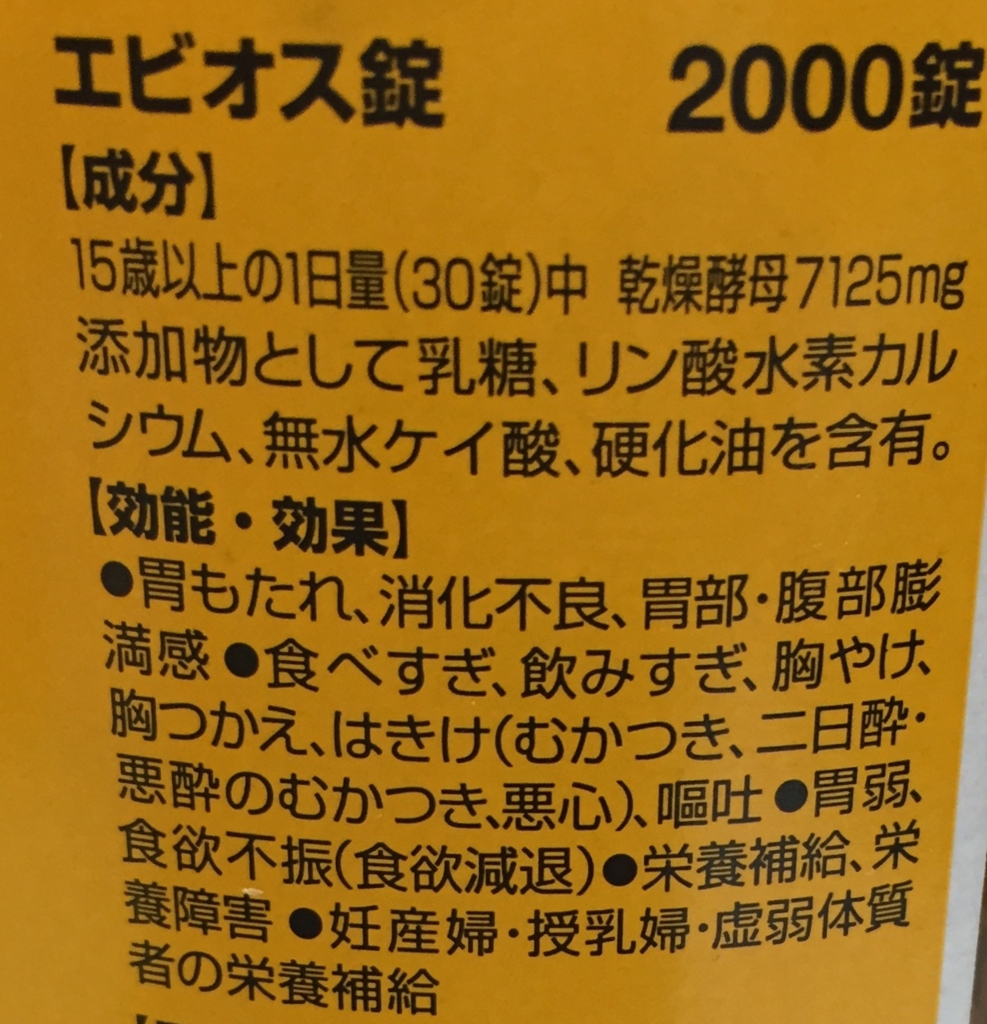 エビオス錠 2000錠
【成分】
15歳以上の1日量(30錠)中 乾燥酵母7125mg
添加物として乳糖、リン酸水素カル
シウム、無水ケイ酸、硬化油を含有。
【効能・効果】
●胃もたれ、消化不良、胃部・腹部膨
満感●食べすぎ、飲みすぎ、胸やけ、
胸つかえ、はきけ(むかつき、二日酔・
悪酔のむかつき、悪心)、嘔吐●胃弱、
食欲不振(食欲減退)●栄養補給、栄
養障害●妊産婦・授乳婦・虚弱体質
者の栄養補給